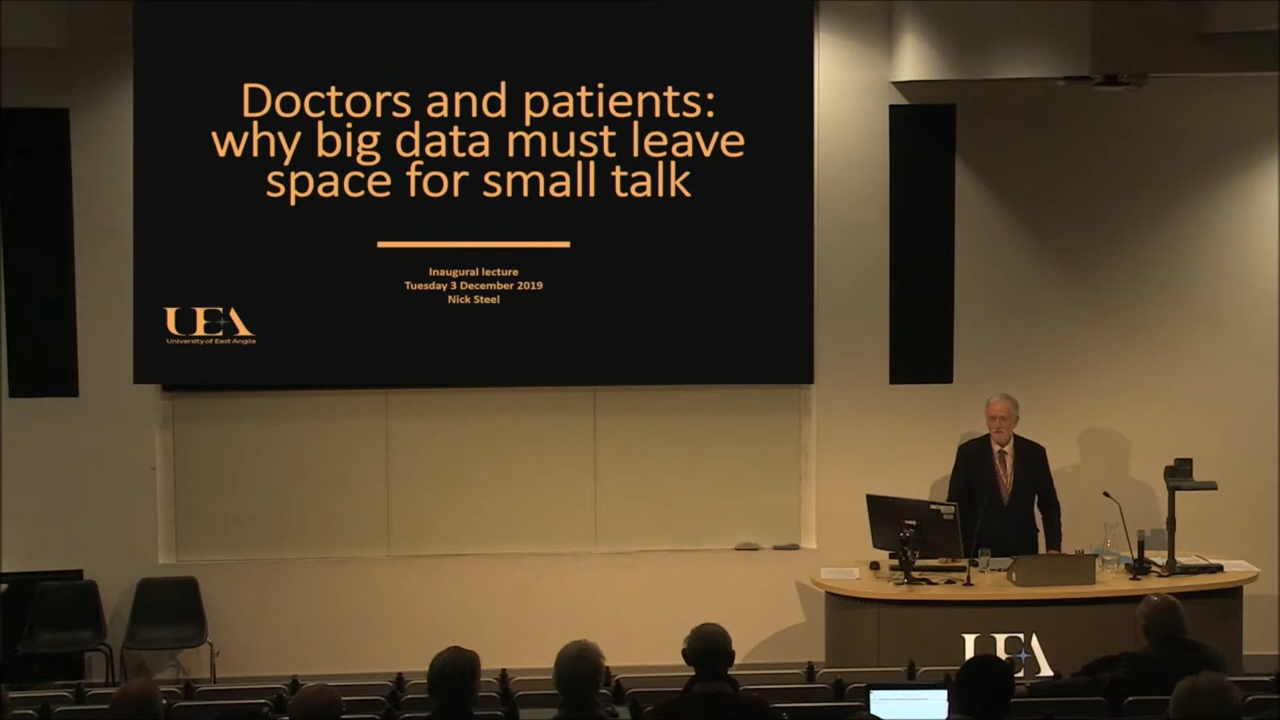 Doctors and patients:
why big data must leave
space for small talk
Inaugural lecture
Tuesday 3 December 2019
Nick Steel
UEA
University of East Anglia
UEA